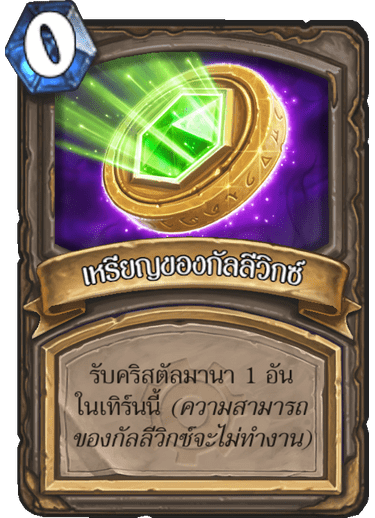 0
เหรียญของกัลลีวิกซ์
รับคริสตัลมานา 1 อัน
ในเทิร์นนี้ (ความสามารถ
ของกัลลีวิกซ์จะไม่ทำงาน)